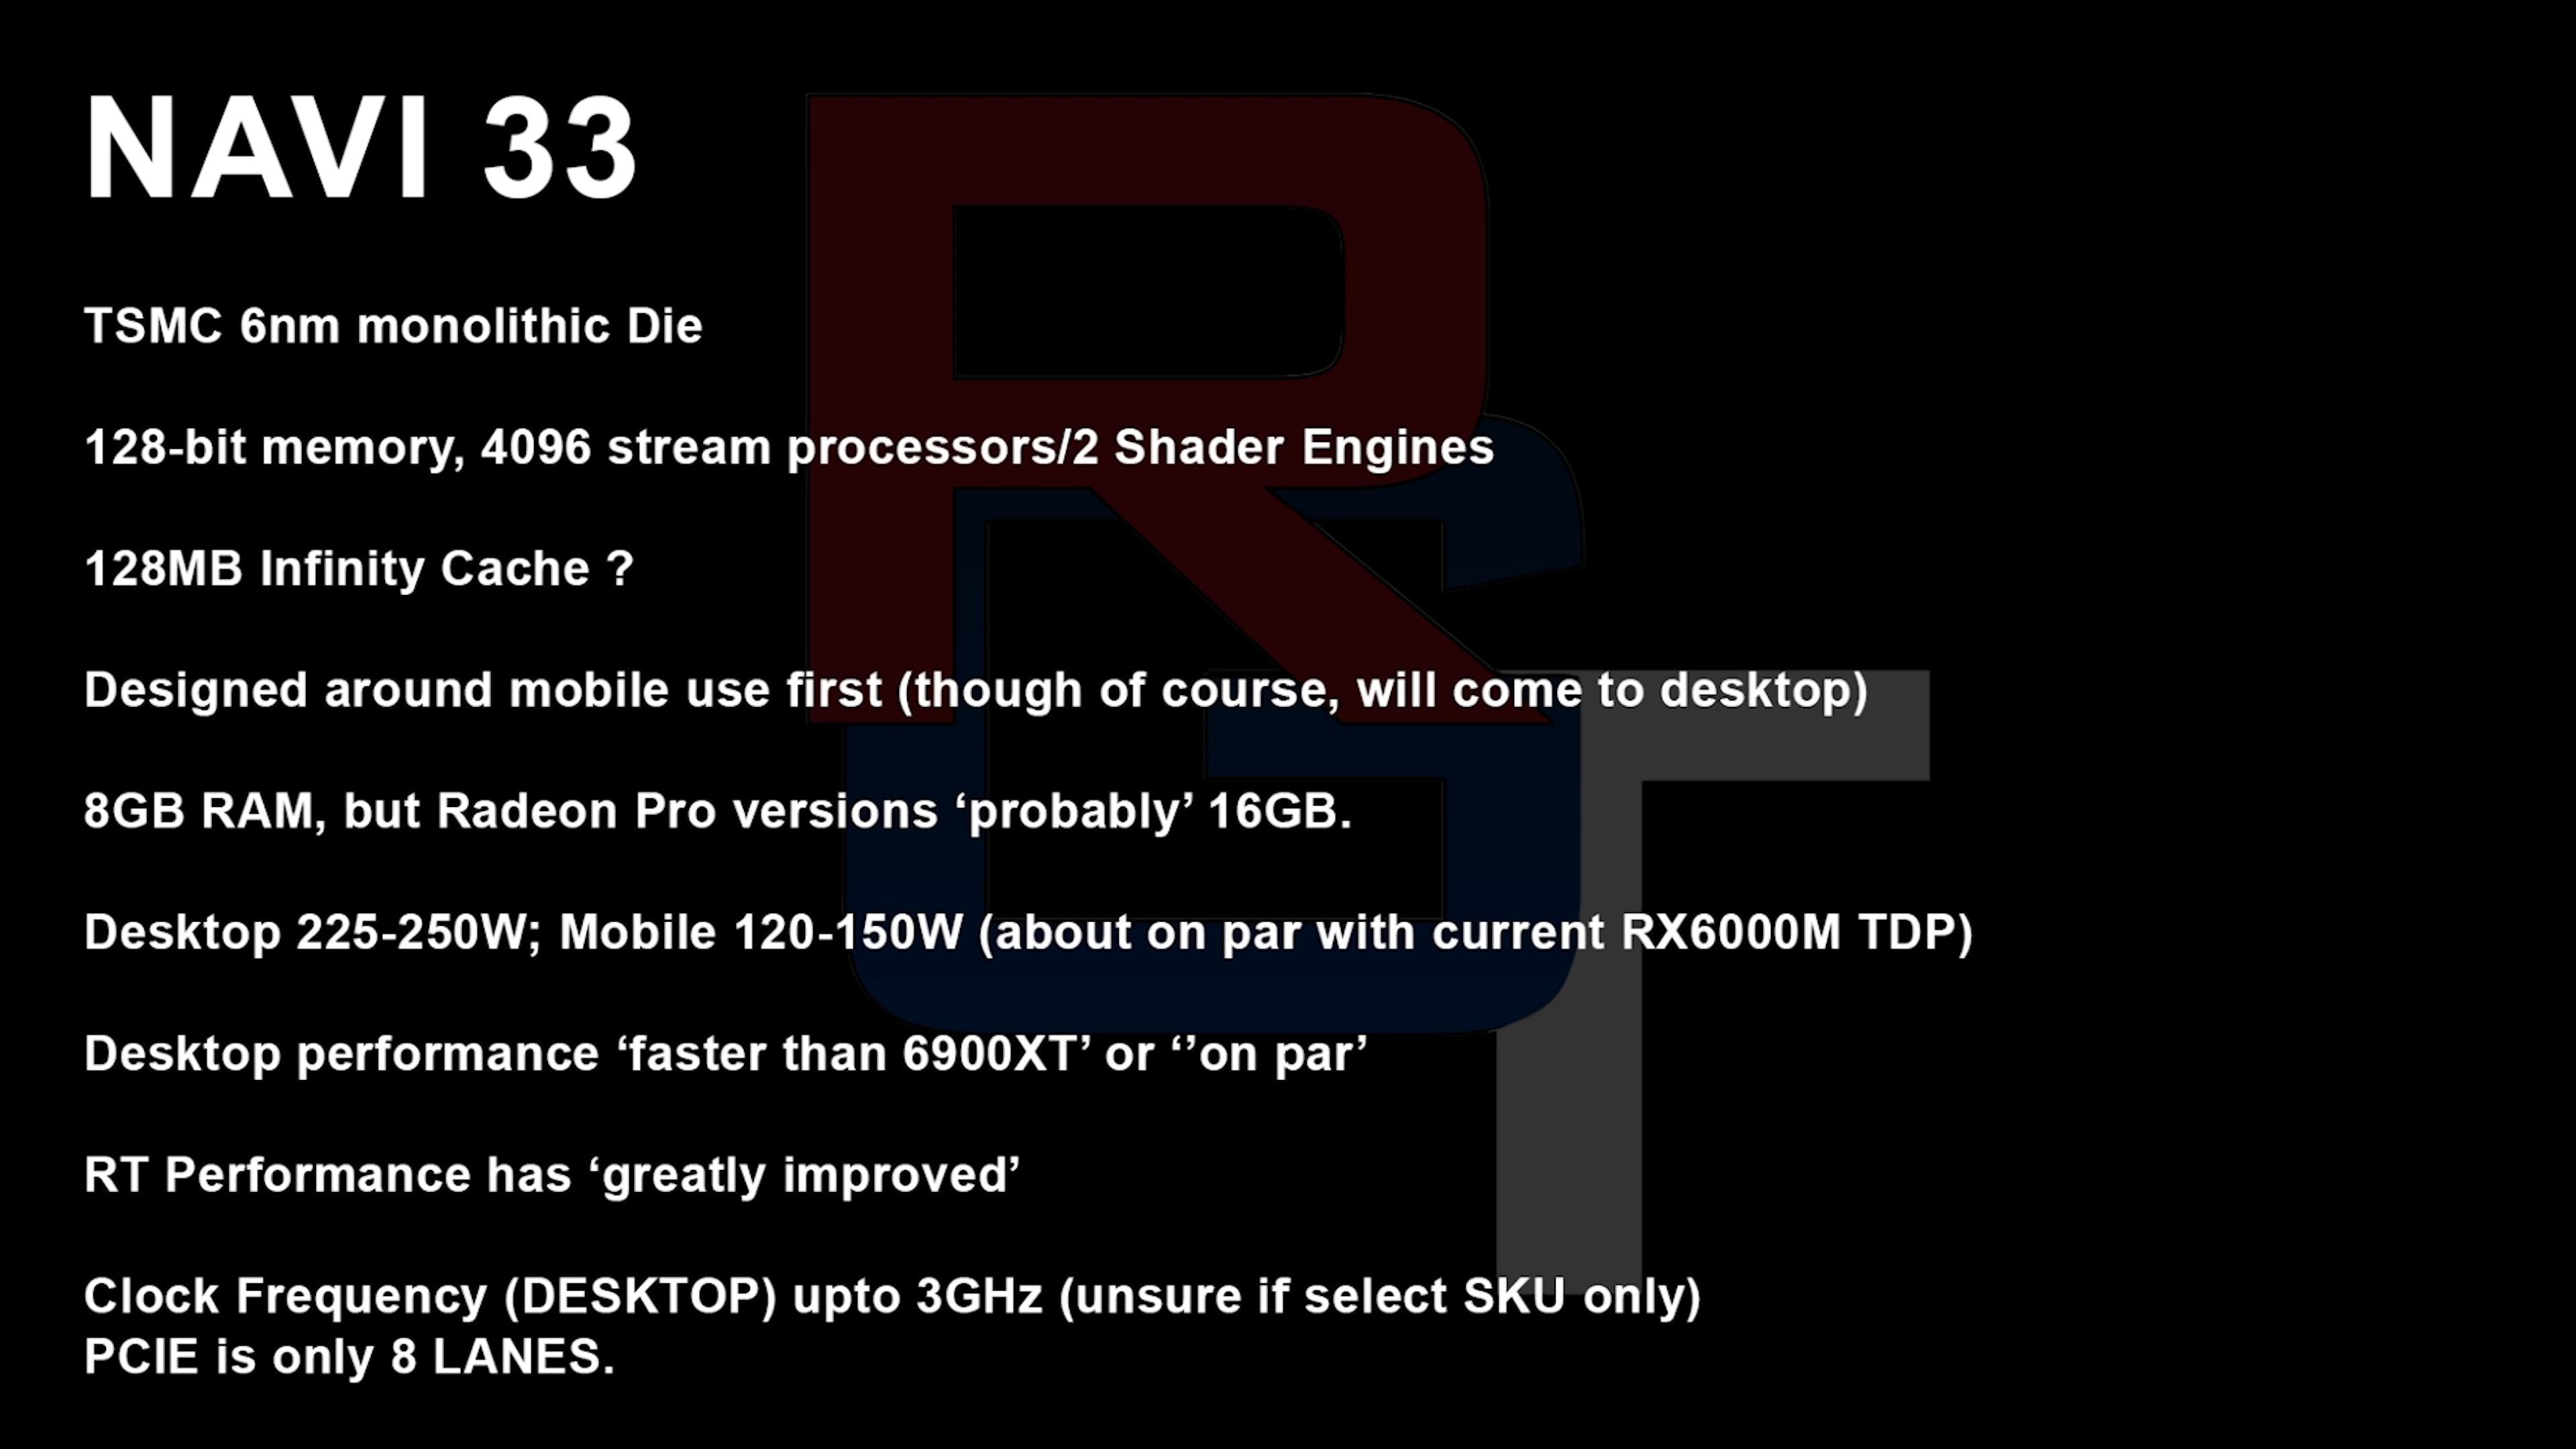 NAVI 33
TSMC 6nm monolithic Die
128-bit memory, 4096 stream processors/2 Shader Engines
128MB Infinity Cache ?
Designed around mobile use first (though of course, will come to desktop)
8GB RAM, but Radeon Pro versions ‘probably’ 16GB.
Desktop 225-250W; Mobile 120-150W (about on par with current RX6000M TDP)
Desktop performance ‘faster than 6900XT’ or ‘’on par’
RT Performance has ‘greatly improved’
Clock Frequency (DESKTOP) upto 3GHz (unsure if select SKU only)
PCIE is only 8 LANES.
RGT